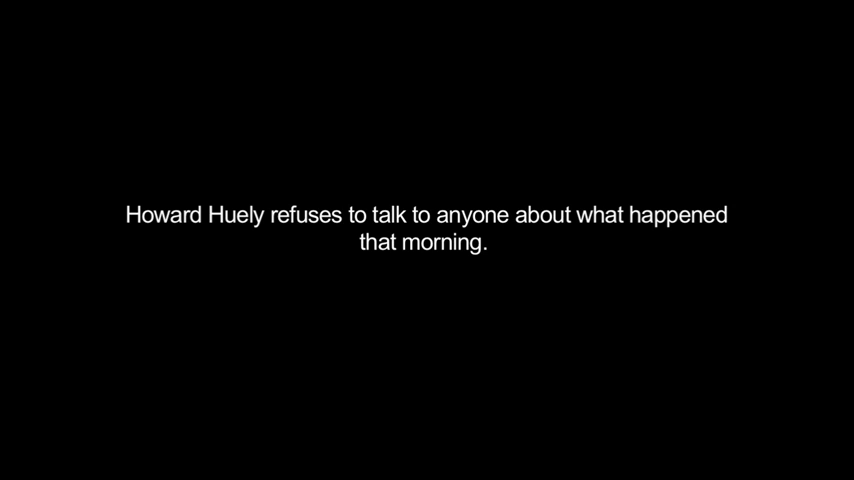 Howard Huely refuses to talk to anyone about what happened
that morning.